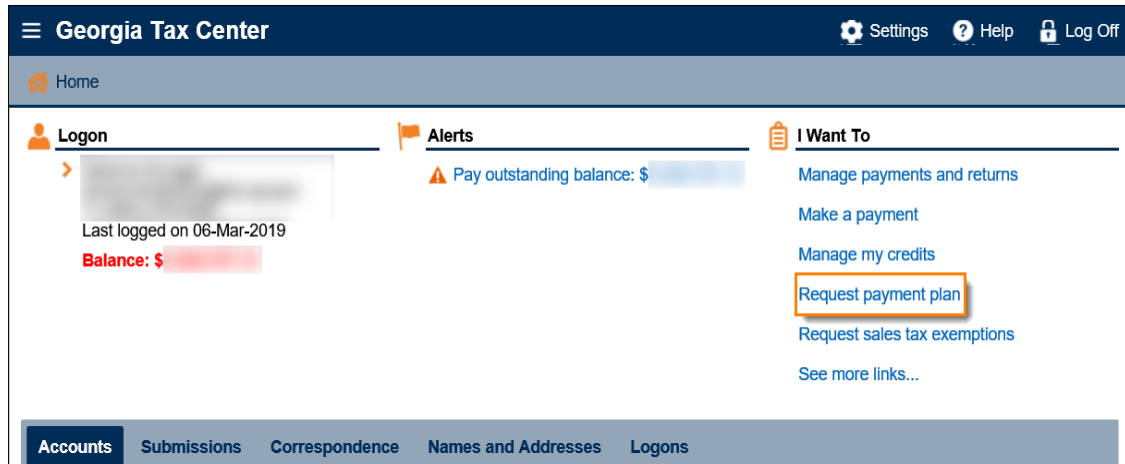 Georgia Tax Center
Settings
Help
Log Off
Home
Logon
Last logged on 06-Mar-2019
Balance: $
Alerts
Pay outstanding balance: $
I Want To
Manage payments and returns
Make a payment
Manage my credits
Request payment plan
Request sales tax exemptions
See more links...
Accounts
Submissions
Correspondence
Names and Addresses
Logons